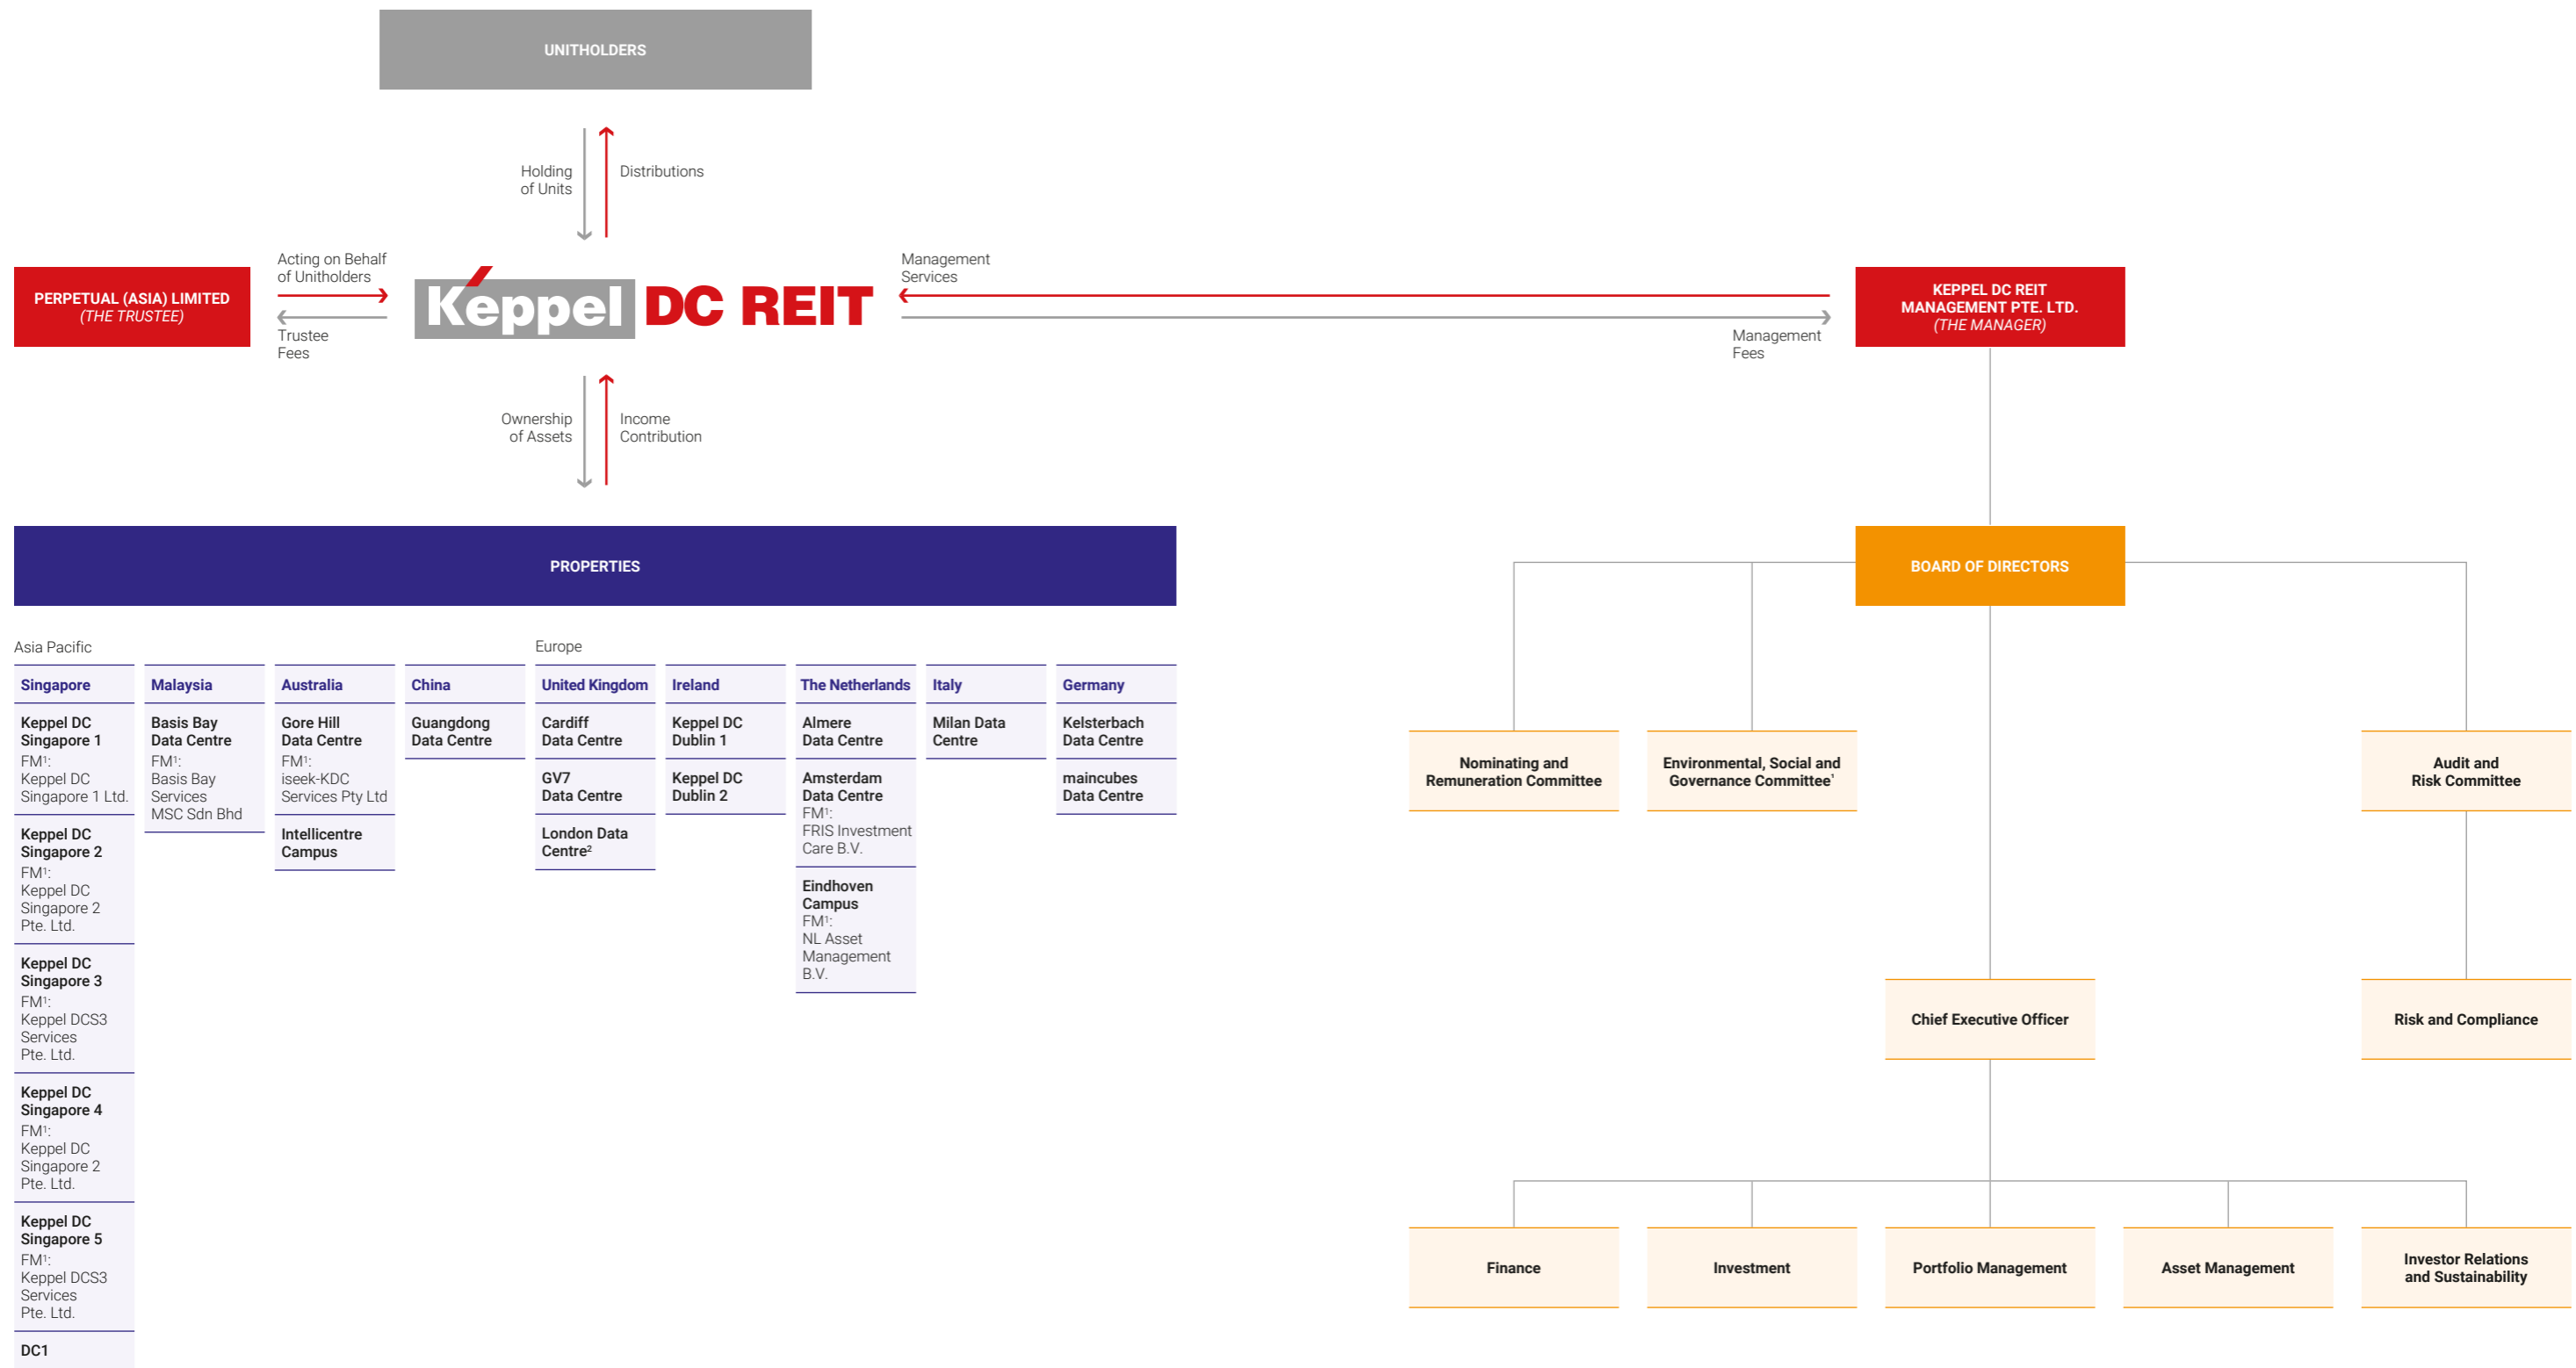 UNITHOLDERS
Holding
of Units
Distributions
Acting on Behalf
of Unitholders
PERPETUAL (ASIA) LIMITED
(THE TRUSTEE)
Trustee
Fees
Keppel DC REIT
Management
Services
Management
Fees
KEPPEL DC REIT
MANAGEMENT PTE. LTD.
(THE MANAGER)
Ownership
of Assets
Income
Contribution
PROPERTIES
Asia Pacific
Singapore
Keppel DC
Singapore 1
FM¹:
Keppel DC
Singapore 1 Ltd.
Keppel DC
Singapore 2
FM¹:
Keppel DC
Singapore 2
Pte. Ltd.
Keppel DC
Singapore 3
FM¹:
Keppel DCS3
Services
Pte. Ltd.
Keppel DC
Singapore 4
FM¹:
Keppel DC
Singapore 2
Pte. Ltd.
Keppel DC
Singapore 5
FM¹:
Keppel DCS3
Services
Pte. Ltd.
DC1
Malaysia
Basis Bay
Data Centre
FM¹:
Basis Bay
Services
MSC Sdn Bhd
Australia
Gore Hill
Data Centre
FM¹:
iseek-KDC
Services Pty Ltd
Intellicentre
Campus
China
Guangdong
Data Centre
Europe
United Kingdom
Cardiff
Data Centre
GV7
Data Centre
London Data
Centre²
Ireland
Keppel DC
Dublin 1
Keppel DC
Dublin 2
The Netherlands
Almere
Data Centre
Amsterdam
Data Centre
FM¹:
FRIS Investment
Care B.V.
Eindhoven
Campus
FM¹:
NL Asset
Management
B.V.
Italy
Milan Data
Centre
Germany
Kelsterbach
Data Centre
maincubes
Data Centre
BOARD OF DIRECTORS
Nominating and
Remuneration Committee
Environmental, Social and
Governance Committee¹
Audit and
Risk Committee
Chief Executive Officer
Risk and Compliance
Finance
Investment
Portfolio Management
Asset Management
Investor Relations
and Sustainability